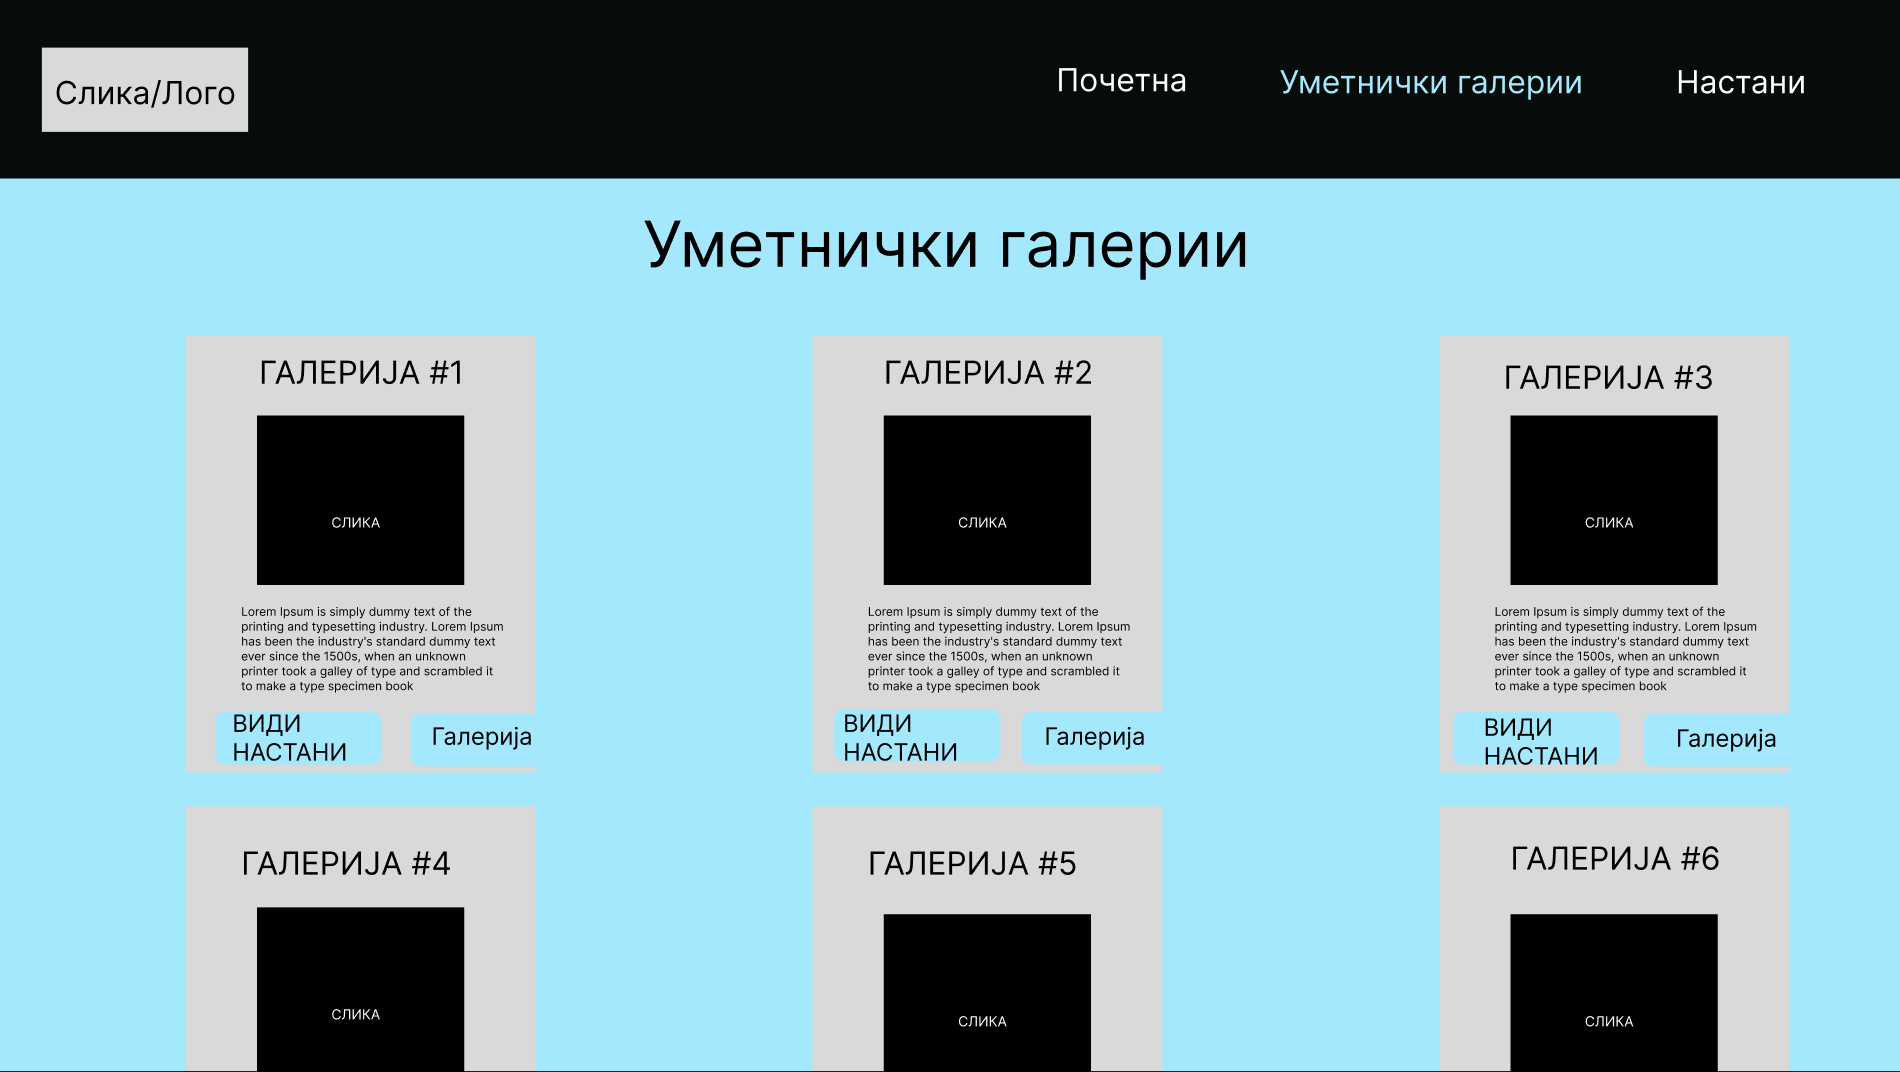 Слика/Лого
Почетна
Уметнички галерии
Настани
Уметнички галерии
ГАЛЕРИЈА #1
СЛИКА
Lorem Ipsum is simply dummy text of the
printing and typesetting industry. Lorem Ipsum
has been the industry's standard dummy text
ever since the 1500s, when an unknown
printer took a galley of type and scrambled it
to make a type specimen book
ВИДИ
НАСТАНИ
Галерија
ГАЛЕРИЈА #2
СЛИКА
Lorem Ipsum is simply dummy text of the
printing and typesetting industry. Lorem Ipsum
has been the industry's standard dummy text
ever since the 1500s, when an unknown
printer took a galley of type and scrambled it
to make a type specimen book
ВИДИ
НАСТАНИ
Галерија
ГАЛЕРИЈА #3
СЛИКА
Lorem Ipsum is simply dummy text of the
printing and typesetting industry. Lorem Ipsum
has been the industry's standard dummy text
ever since the 1500s, when an unknown
printer took a galley of type and scrambled it
to make a type specimen book
ВИДИ
НАСТАНИ
Галерија
ГАЛЕРИЈА #4
СЛИКА
ГАЛЕРИЈА #5
СЛИКА
ГАЛЕРИЈА #6
СЛИКА